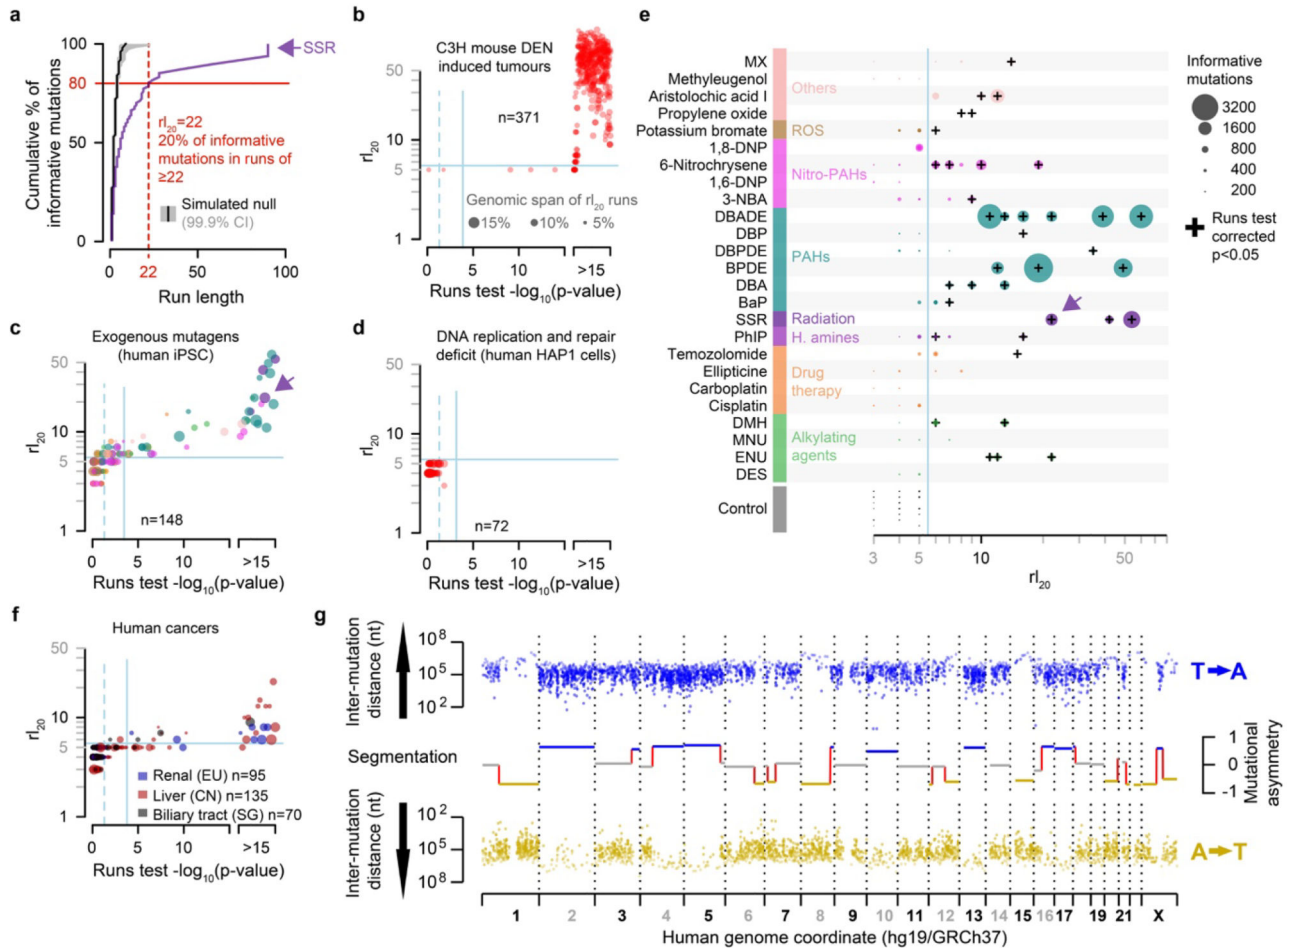 a
Cumulative % of
informative mutations
100
80
50
0
SSR
rl20=22
20% of informative
mutations in runs of
≥22
Simulated null
(99.9% CI)
0
22
50
100
Run length
b
C3H mouse DEN
induced tumours
n=371
rl20
50
10
5
1
Genomic span of rl20 runs
15%
10%
5%
0
5
10
>15
Runs test -log10(p-value)
c
Exogenous mutagens
(human iPSC)
rl20
50
10
5
1
n=148
0
5
10
>15
Runs test -log10(p-value)
d
DNA replication and repair
deficit (human HAP1 cells)
rl20
50
10
5
1
n=72
0
5
10
>15
Runs test -log10(p-value)
e
MX
Methyleugenol
Aristolochic acid I
Propylene oxide
Potassium bromate
1,8-DNP
6-Nitrochrysene
1,6-DNP
3-NBA
DBADE
DBP
DBPDE
BPDE
DBA
BaP
SSR
PhIP
Temozolomide
Ellipticine
Carboplatin
Cisplatin
DMH
MNU
ENU
DES
Control
Others
ROS
Nitro-PAHs
PAHs
Radiation
H. amines
Drug
therapy
Alkylating
agents
3
5
10
50
rl20
Informative
mutations
3200
1600
800
400
200
Runs test
corrected
p<0.05
f
Human cancers
rl20
50
10
5
1
Renal (EU) n=95
Liver (CN) n=135
Biliary tract (SG) n=70
0
5
10
>15
Runs test -log10(p-value)
g
Inter-mutation
distance (nt)
10^8
10^5
10^2
T➡A
Segmentation
1
0
-1
Mutational
asymmetry
Inter-mutation
distance (nt)
10^2
10^5
10^8
A➡T
1
2
3
4
5
6
7
8
9
10
11
12
13
14
15
16
17
19
21
X
Human genome coordinate (hg19/GRCh37)